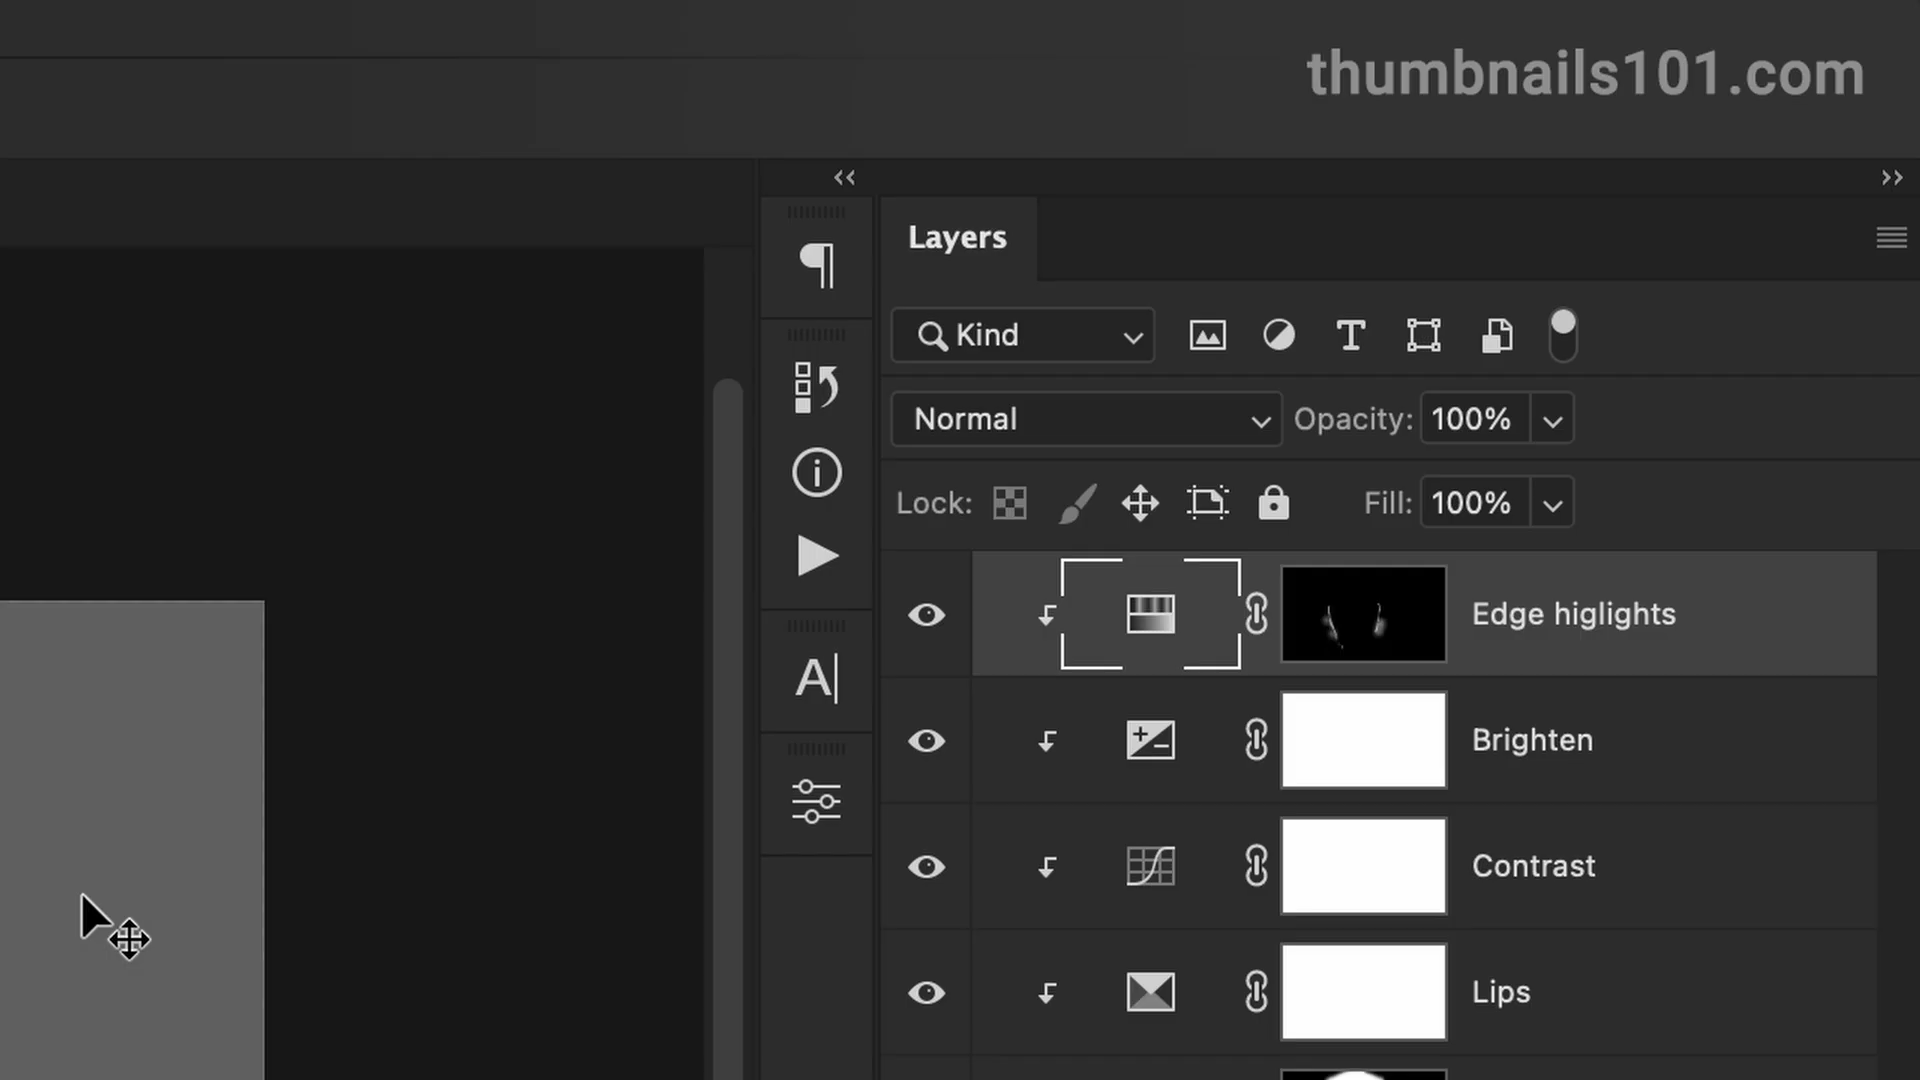 thumbnails101.com
Layers
Kind
Normal
Opacity: 100%
Lock:
Fill: 100%
Edge higlights
Brighten
Contrast
Lips